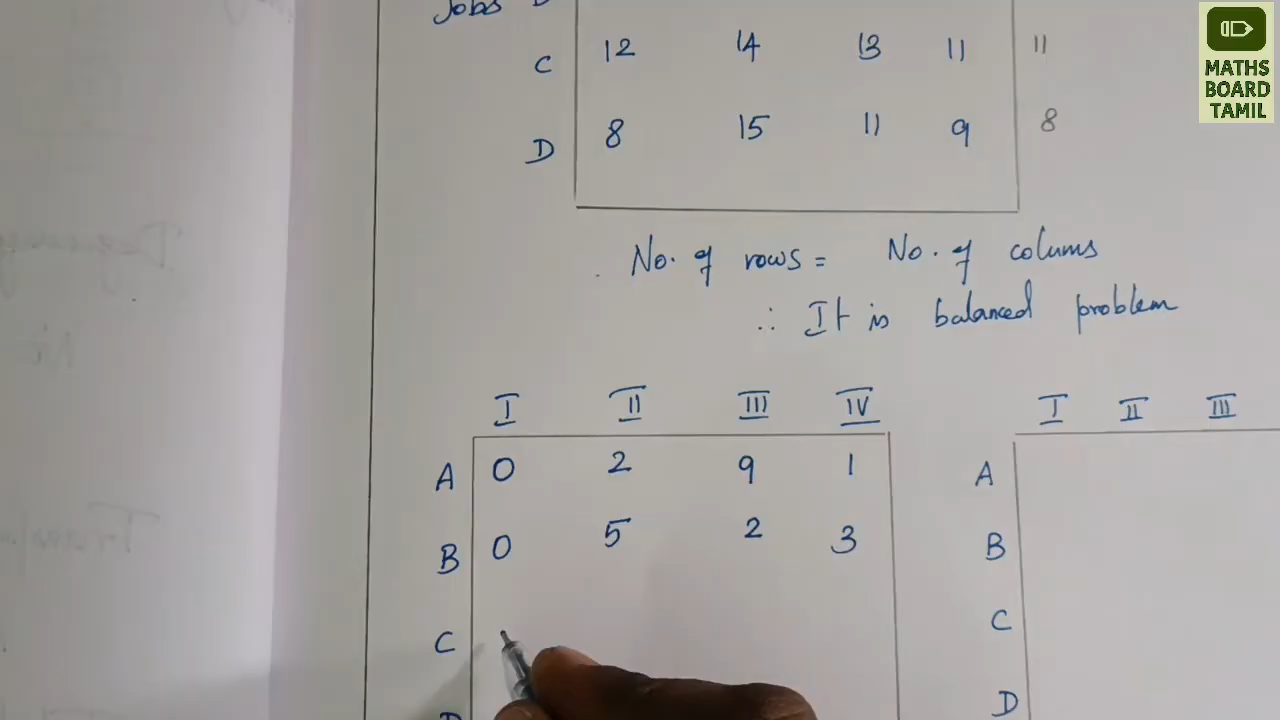 Jobs
C 12 14 13 11 11
D 8 15 11 9 8
No. of rows = No. of colums
∴ It is balanced problem
I II III IV
A 0 2 9 1
B 0 5 2 3
C
I II III
A
B
C
D
MATHS
BOARD
TAMIL